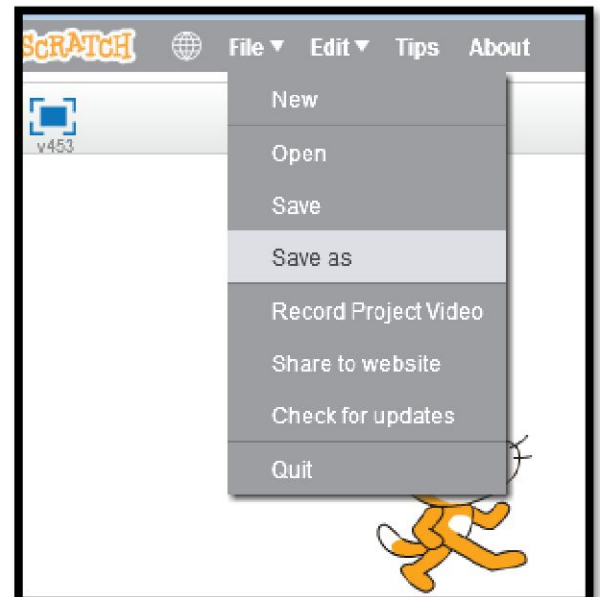 SCRATCH File ▼ Edit ▼ Tips About
v453
New
Open
Save
Save as
Record Project Video
Share to website
Check for updates
Quit